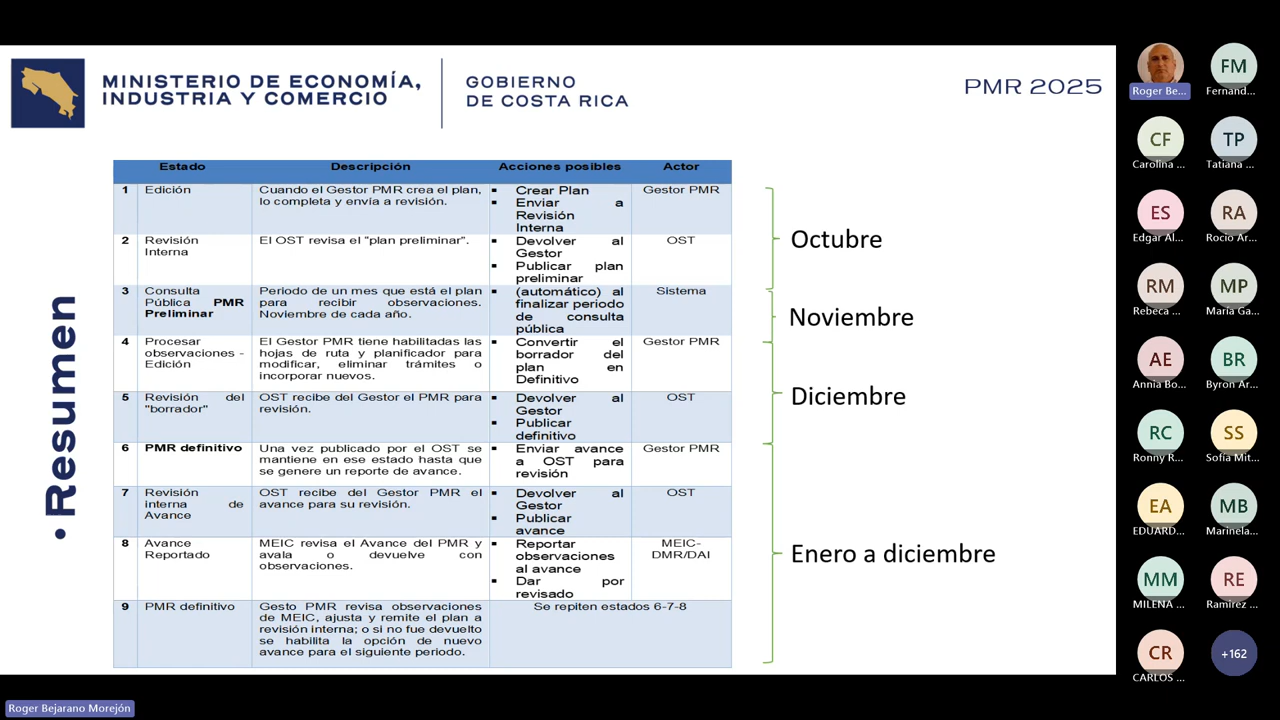 MINISTERIO DE ECONOMÍA,
INDUSTRIA Y COMERCIO
GOBIERNO
DE COSTA RICA
PMR 2025
• Resumen
Estado Descripción Acciones posibles Actor
1 Edición
Cuando el Gestor PMR crea el plan,
lo completa y envía a revisión.
▪ Crear Plan
▪ Enviar a
Revisión
Interna
Gestor PMR
2 Revisión
Interna
El OST revisa el "plan preliminar".
▪ Devolver al
Gestor
▪ Publicar plan
preliminar
OST
3 Consulta
Pública PMR
Preliminar
Periodo de un mes que está el plan
para recibir observaciones.
Noviembre de cada año.
▪ (automático) al
finalizar periodo
de consulta
pública
Sistema
4 Procesar
observaciones -
Edición
El Gestor PMR tiene habilitadas las
hojas de ruta y planificador para
modificar, eliminar trámites o
incorporar nuevos.
▪ Convertir el
borrador del
plan en
Definitivo
Gestor PMR
5 Revisión del
"borrador"
OST recibe del Gestor el PMR para
revisión.
▪ Devolver al
Gestor
▪ Publicar
definitivo
OST
6 PMR definitivo
Una vez publicado por el OST se
mantiene en ese estado hasta que
se genere un reporte de avance.
▪ Enviar avance
a OST para
revisión
Gestor PMR
7 Revisión
interna de
Avance
OST recibe del Gestor PMR el
avance para su revisión.
▪ Devolver al
Gestor
▪ Publicar
avance
OST
8 Avance
Reportado
MEIC revisa el Avance del PMR y
avala o devuelve con
observaciones.
▪ Reportar
observaciones
al avance
▪ Dar por
revisado
MEIC-
DMR/DAI
9 PMR definitivo
Gesto PMR revisa observaciones
de MEIC, ajusta y remite el plan a
revisión interna; o si no fue devuelto
se habilita la opción de nuevo
avance para el siguiente periodo.
Se repiten estados 6-7-8
Octubre
Noviembre
Diciembre
Enero a diciembre
Roger Be...
FM
Fernand...
CF
Carolina ...
TP
Tatiana ...
ES
Edgar Al...
RA
Rocío Ar...
RM
Rebeca ...
MP
María Ga...
AE
Annia Bo...
BR
Byron Ar...
RC
Ronny R...
SS
Sofía Mit...
EA
EDUARD...
MB
Marinela...
MM
MILENA ...
RE
Ramírez ...
CR
CARLOS ...
+162
Roger Bejarano Morejón